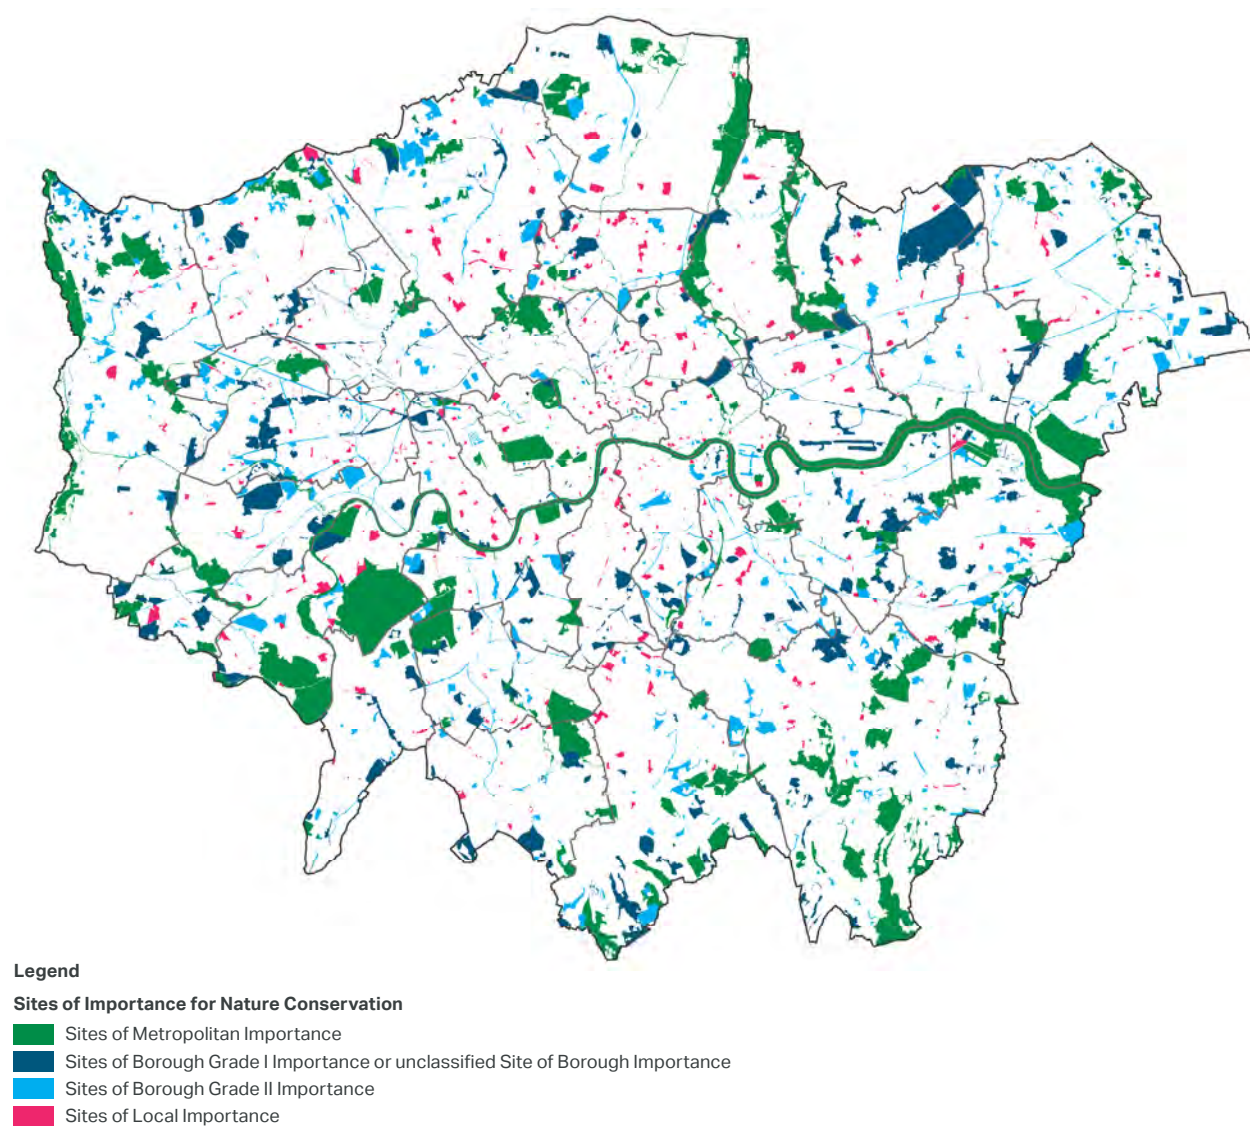 Legend
Sites of Importance for Nature Conservation
Sites of Metropolitan Importance
Sites of Borough Grade I Importance or unclassified Site of Borough Importance
Sites of Borough Grade II Importance
Sites of Local Importance